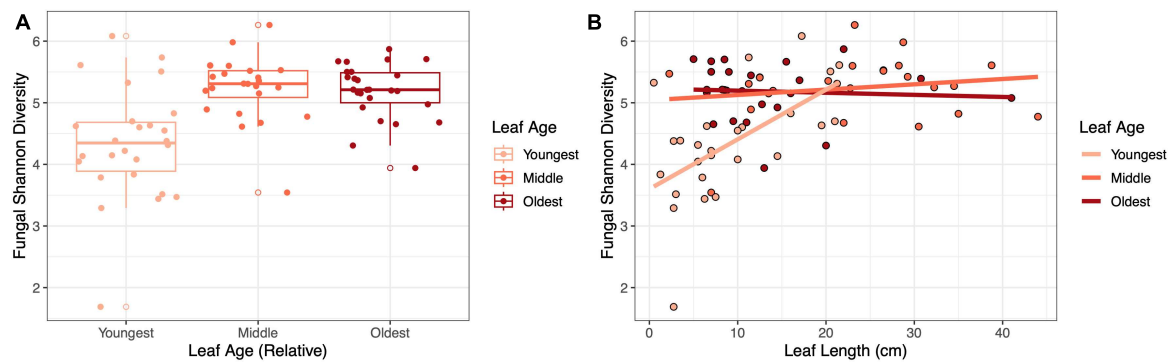 A
Fungal Shannon Diversity
6
5
4
3
2
Youngest
Middle
Oldest
Leaf Age (Relative)
Leaf Age
Youngest
Middle
Oldest
B
Fungal Shannon Diversity
6
5
4
3
2
0
10
20
30
40
Leaf Length (cm)
Leaf Age
Youngest
Middle
Oldest